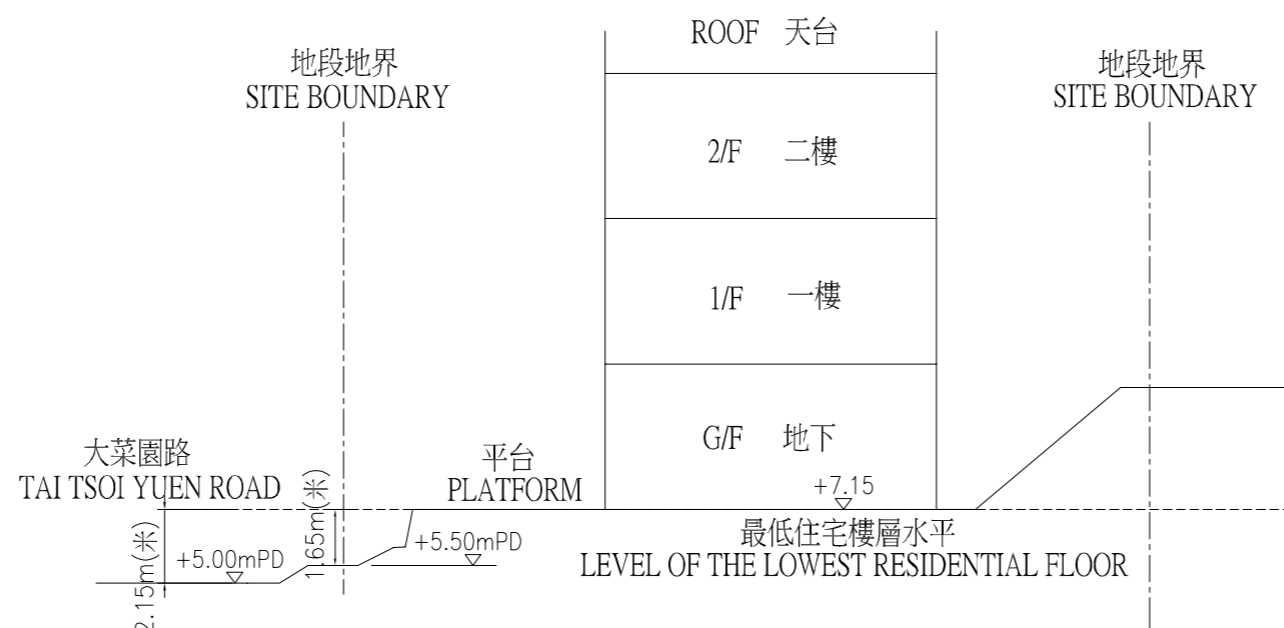 ROOF 天台
地段地界
SITE BOUNDARY
地段地界
SITE BOUNDARY
2/F 二樓
1/F 一樓
G/F 地下
大菜園路
TAI TSOI YUEN ROAD
平台
PLATFORM
+7.15
2.15m(米)
1.65m(米)
+5.00mPD
+5.50mPD
最低住宅樓層水平
LEVEL OF THE LOWEST RESIDENTIAL FLOOR